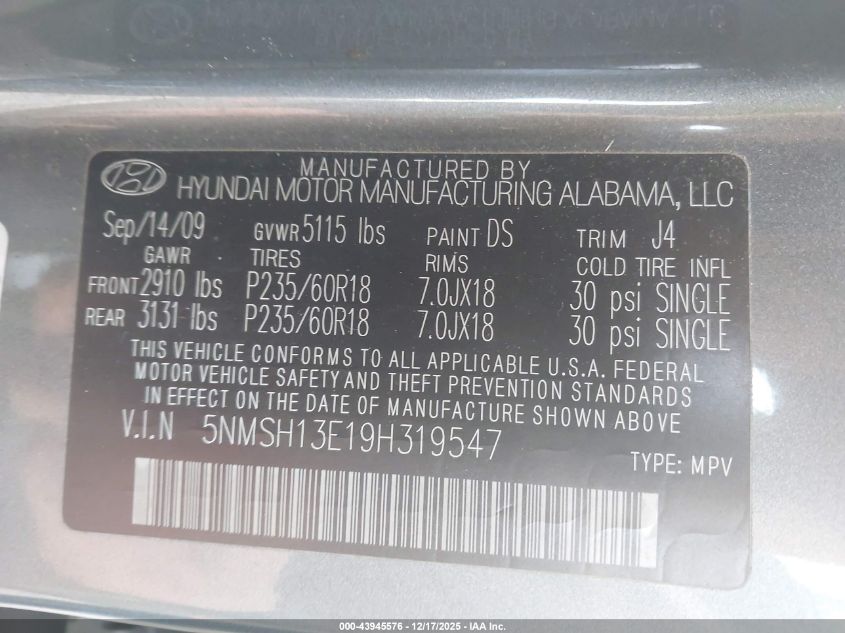 MANUFACTURED BY
HYUNDAI MOTOR MANUFACTURING ALABAMA, LLC
Sep/14/09 GVWR 5115 lbs PAINT DS TRIM J4
GAWR TIRES RIMS COLD TIRE INFL
FRONT 2910 lbs P235/60R18 7.0JX18 30 psi SINGLE
REAR 3131 lbs P235/60R18 7.0JX18 30 psi SINGLE
THIS VEHICLE CONFORMS TO ALL APPLICABLE U.S.A. FEDERAL
MOTOR VEHICLE SAFETY AND THEFT PREVENTION STANDARDS
IN EFFECT ON THE DATE OF MANUFACTURE SHOWN ABOVE
V.I.N 5NMSH13E19H319547
TYPE: MPV
000-43945576 - 12/17/2025 - IAA Inc.